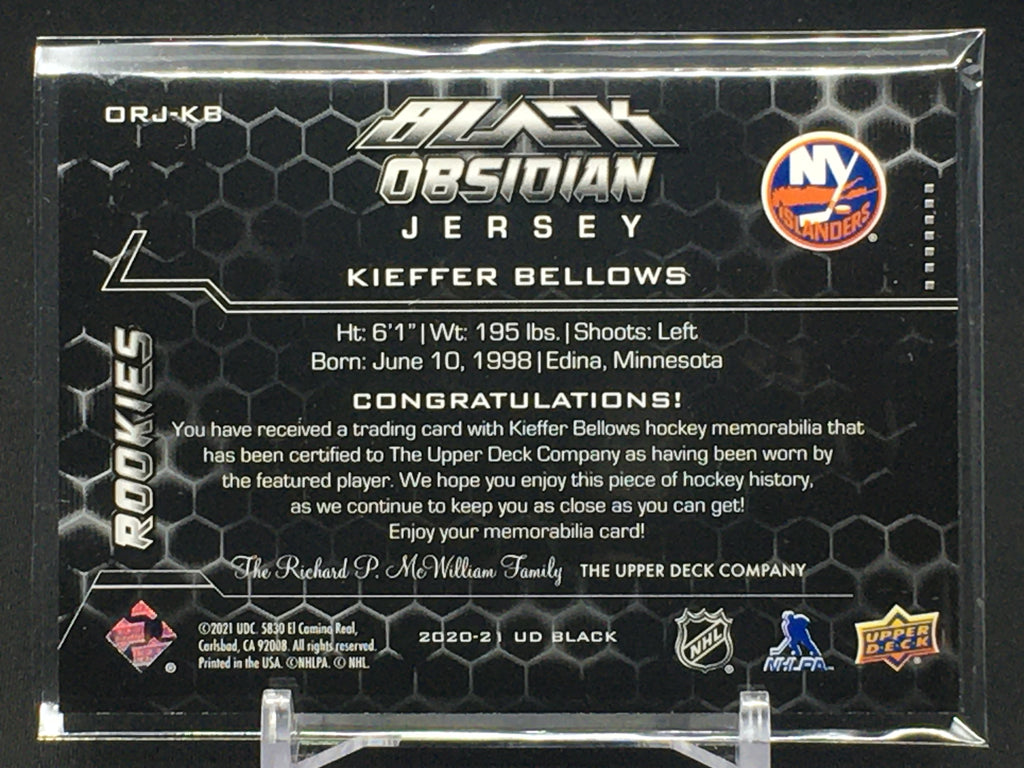 ORJ-KB
BLACK
OBSIDIAN
JERSEY
NY
ISLANDERS
KIEFFER BELLOWS
Ht: 6'1"|Wt: 195 lbs.|Shoots: Left
Born: June 10, 1998|Edina, Minnesota
ROOKIES
CONGRATULATIONS!
You have received a trading card with Kieffer Bellows hockey memorabilia that
has been certified to The Upper Deck Company as having been worn by
the featured player. We hope you enjoy this piece of hockey history,
as we continue to keep you as close as you can get!
Enjoy your memorabilia card!
The Richard P. McWilliam Family THE UPPER DECK COMPANY
©2021 UDC. 5830 El Camino Real,
Carlsbad, CA 92008. All rights reserved.
Printed in the USA. ©NHLPA. © NHL.
2020-21 UD BLACK
NHL
NHLPA
UPPER
DECK